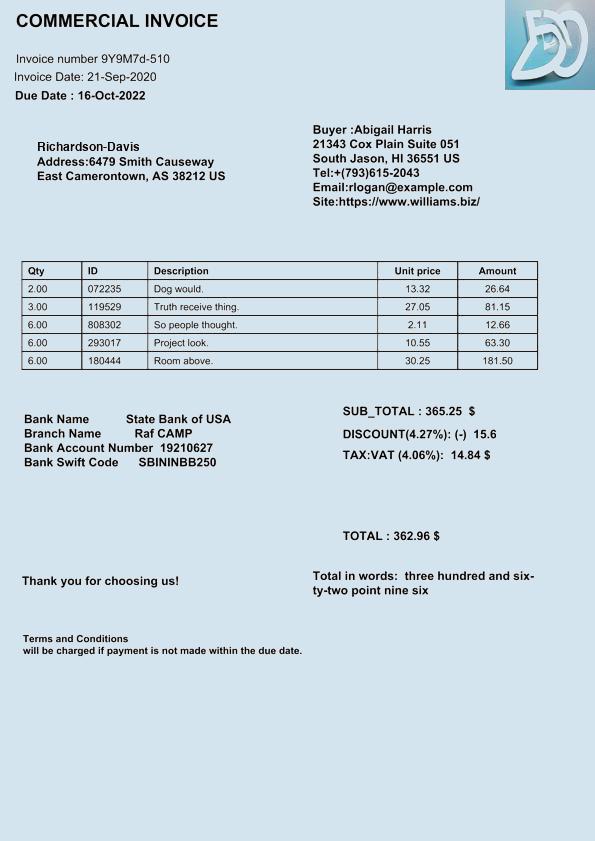 COMMERCIAL INVOICE
Invoice number 9Y9M7d-510
Invoice Date: 21-Sep-2020
Due Date : 16-Oct-2022
Richardson-Davis
Address:6479 Smith Causeway
East Camerontown, AS 38212 US
Buyer :Abigail Harris
21343 Cox Plain Suite 051
South Jason, HI 36551 US
Tel:+(793)615-2043
Email:rlogan@example.com
Site:https://www.williams.biz/
Qty ID Description Unit price Amount
2.00 072235 Dog would. 13.32 26.64
3.00 119529 Truth receive thing. 27.05 81.15
6.00 808302 So people thought. 2.11 12.66
6.00 293017 Project look. 10.55 63.30
6.00 180444 Room above. 30.25 181.50
Bank Name State Bank of USA
Branch Name Raf CAMP
Bank Account Number 19210627
Bank Swift Code SBININBB250
SUB_TOTAL : 365.25 $
DISCOUNT(4.27%): (-) 15.6
TAX:VAT (4.06%): 14.84 $
TOTAL : 362.96 $
Thank you for choosing us!
Total in words: three hundred and six-
ty-two point nine six
Terms and Conditions
will be charged if payment is not made within the due date.